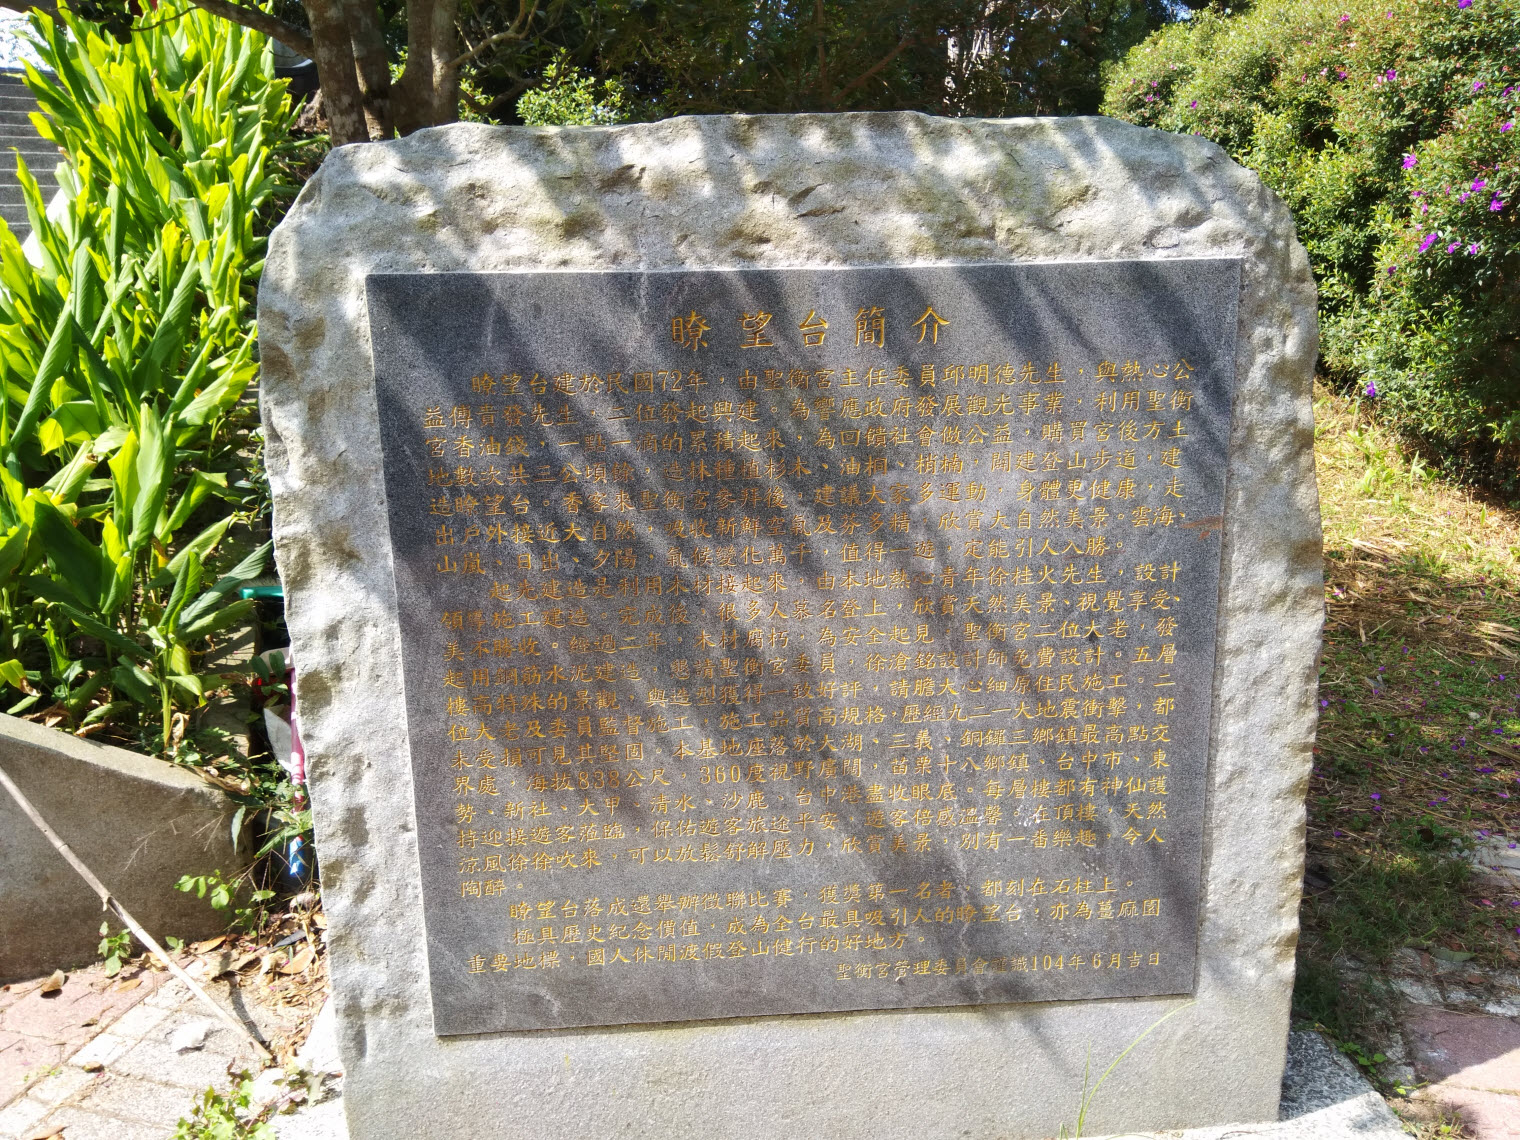 瞭望台簡介
瞭望台建於民國72年，由聖衡宮主任委員邱明德先生，與熱心公
益傅貴發先生，二位發起興建。為響應政府發展觀光事業，利用聖衡
宮香油錢，一點一滴的累積起來，為回饋社會做公益，購買宮後方土
地數次共三公頃餘，造林種植杉木、油桐、梢楠，闢建登山步道，建
造瞭望台。香客來聖衡宮參拜後，建議大家多運動，身體更健康，走
出戶外接近大自然，吸收新鮮空氣及芬多精，欣賞大自然美景。雲海、
山嵐、日出、夕陽、氣候變化萬千，值得一遊，定能引人入勝。
起先建造是利用木材接起來，由本地熱心青年徐桂火先生，設計
領導施工建造。完成後，很多人慕名登上，欣賞天然美景、視覺享受、
美不勝收。經過二年，木材腐朽，為安全起見，聖衡宮二位大老，發
起用鋼筋水泥建造，懇請聖衡宮委員，徐滄銘設計師免費設計。五層
樓高特殊的景觀，與造型獲得一致好評，請膽大心細原住民施工。二
位大老及委員監督施工，施工品質高規格，歷經九二一大地震衝擊，都
未受損可見其堅固。本基地座落於大湖、三義、銅鑼三鄉鎮最高點交
界處，海拔838公尺，360度視野廣闊，苗栗十八鄉鎮、台中市、東
勢、新社、大甲、清水、沙鹿、台中港盡收眼底。每層樓都有神仙護
持迎接遊客蒞臨，保佑遊客旅途平安，遊客倍感溫馨。在頂樓，天然
涼風徐徐吹來，可以放鬆舒解壓力，欣賞美景，別有一番樂趣，令人
陶醉。
瞭望台落成還舉辦徵聯比賽，獲獎第一名者，都刻在石柱上。
極具歷史紀念價值，成為全台最具吸引人的瞭望台，亦為薑麻園
重要地標，國人休閒渡假登山健行的好地方。
聖衡宮管理委員會謹識104年6月吉日